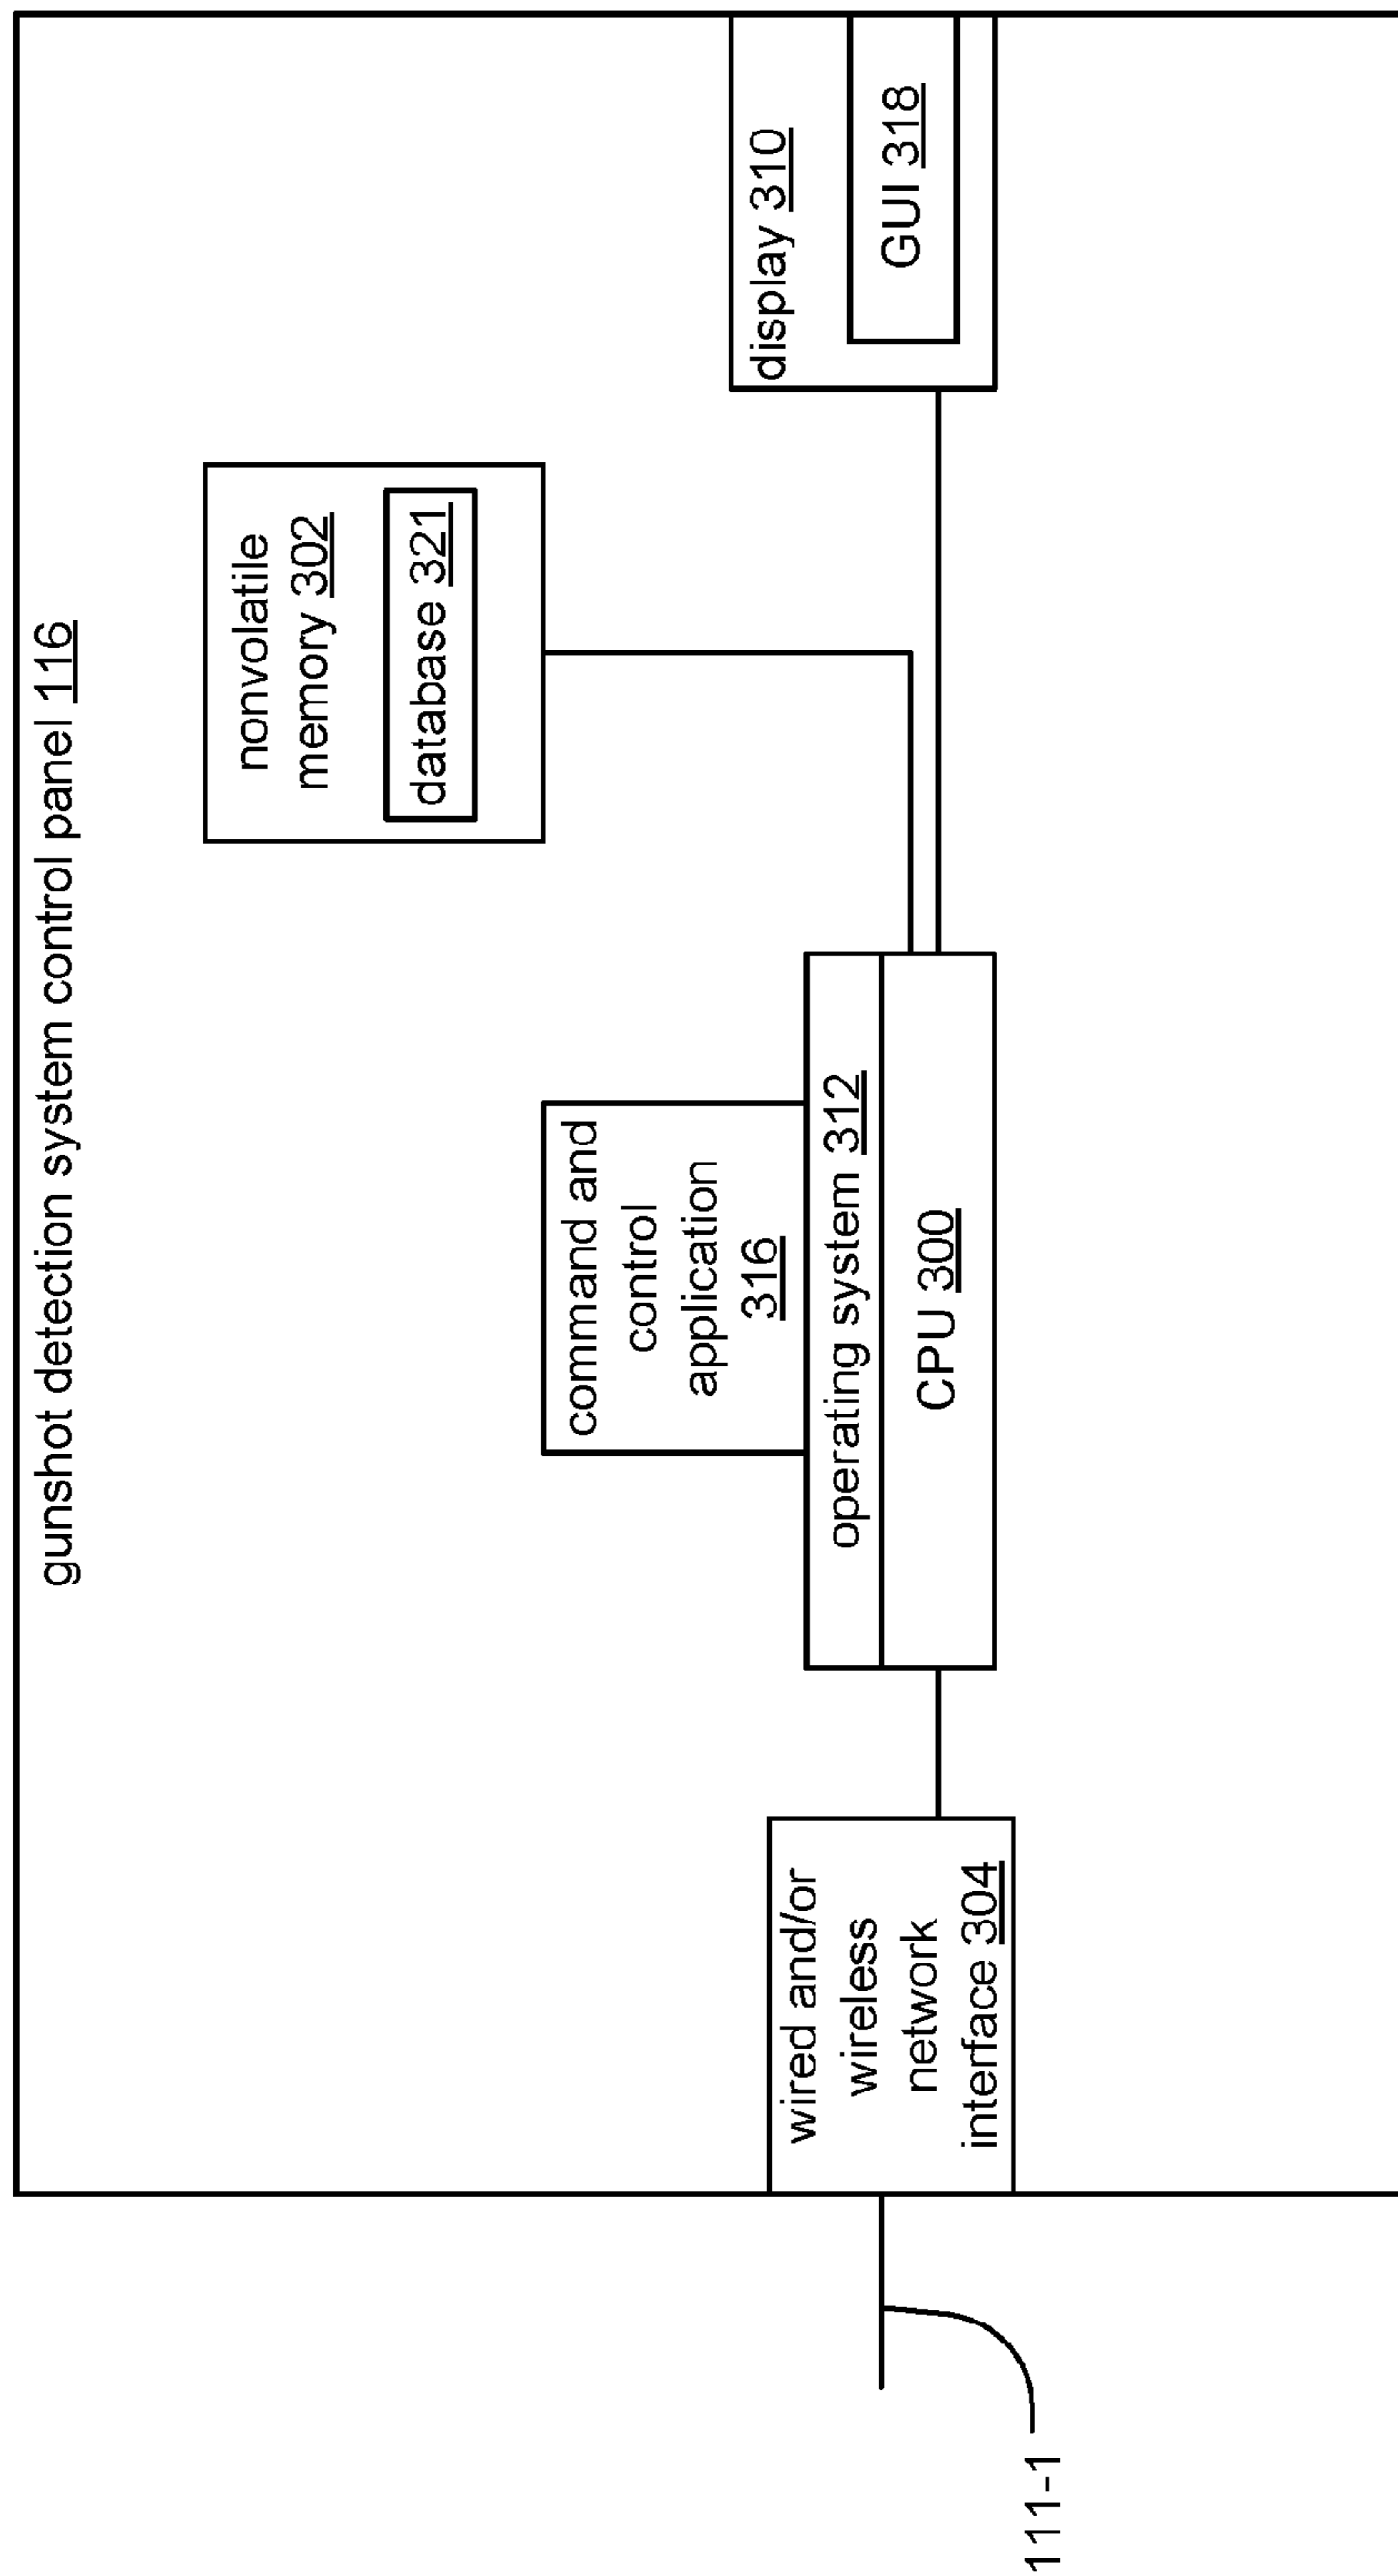 gunshot detection system control panel 116
nonvolatile
memory 302
database 321
command and
control
application
316
display 310
GUI 318
operating system 312
CPU 300
wired and/or
wireless
network
interface 304
111-1